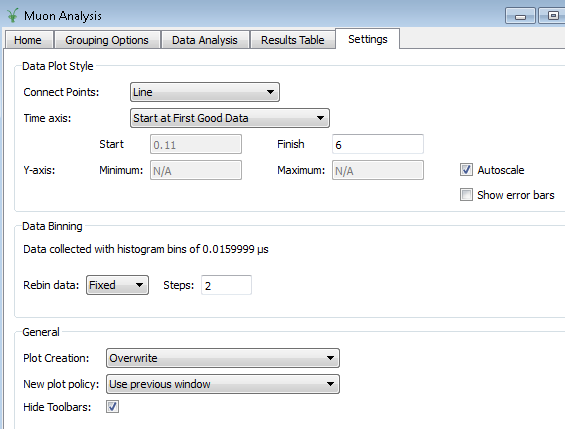 Muon Analysis
Home Grouping Options Data Analysis Results Table Settings
Data Plot Style
Connect Points: Line
Time axis: Start at First Good Data
Start 0.11 Finish 6
Y-axis: Minimum: N/A Maximum: N/A Autoscale
Show error bars
Data Binning
Data collected with histogram bins of 0.0159999 µs
Rebin data: Fixed Steps: 2
General
Plot Creation: Overwrite
New plot policy: Use previous window
Hide Toolbars: